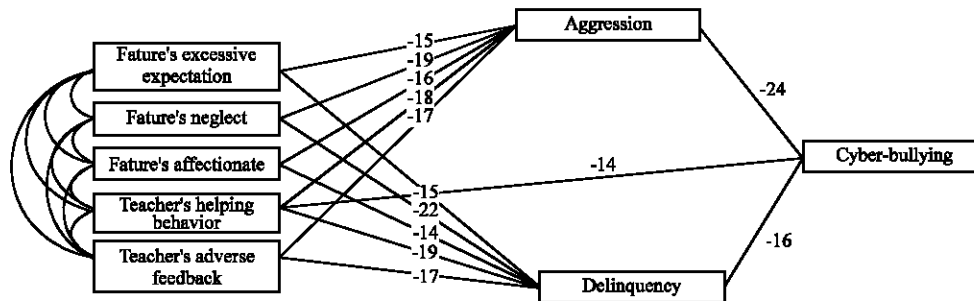 Aggression
-15
Fature's excessive
expectation
-19
-16
-18
-17
-24
Fature's neglect
Fature's affectionate
Cyber-bullying
-14
Teacher's helping
behavior
-15
-22
-14
-19
-17
Teacher's adverse
feedback
-16
Delinquency